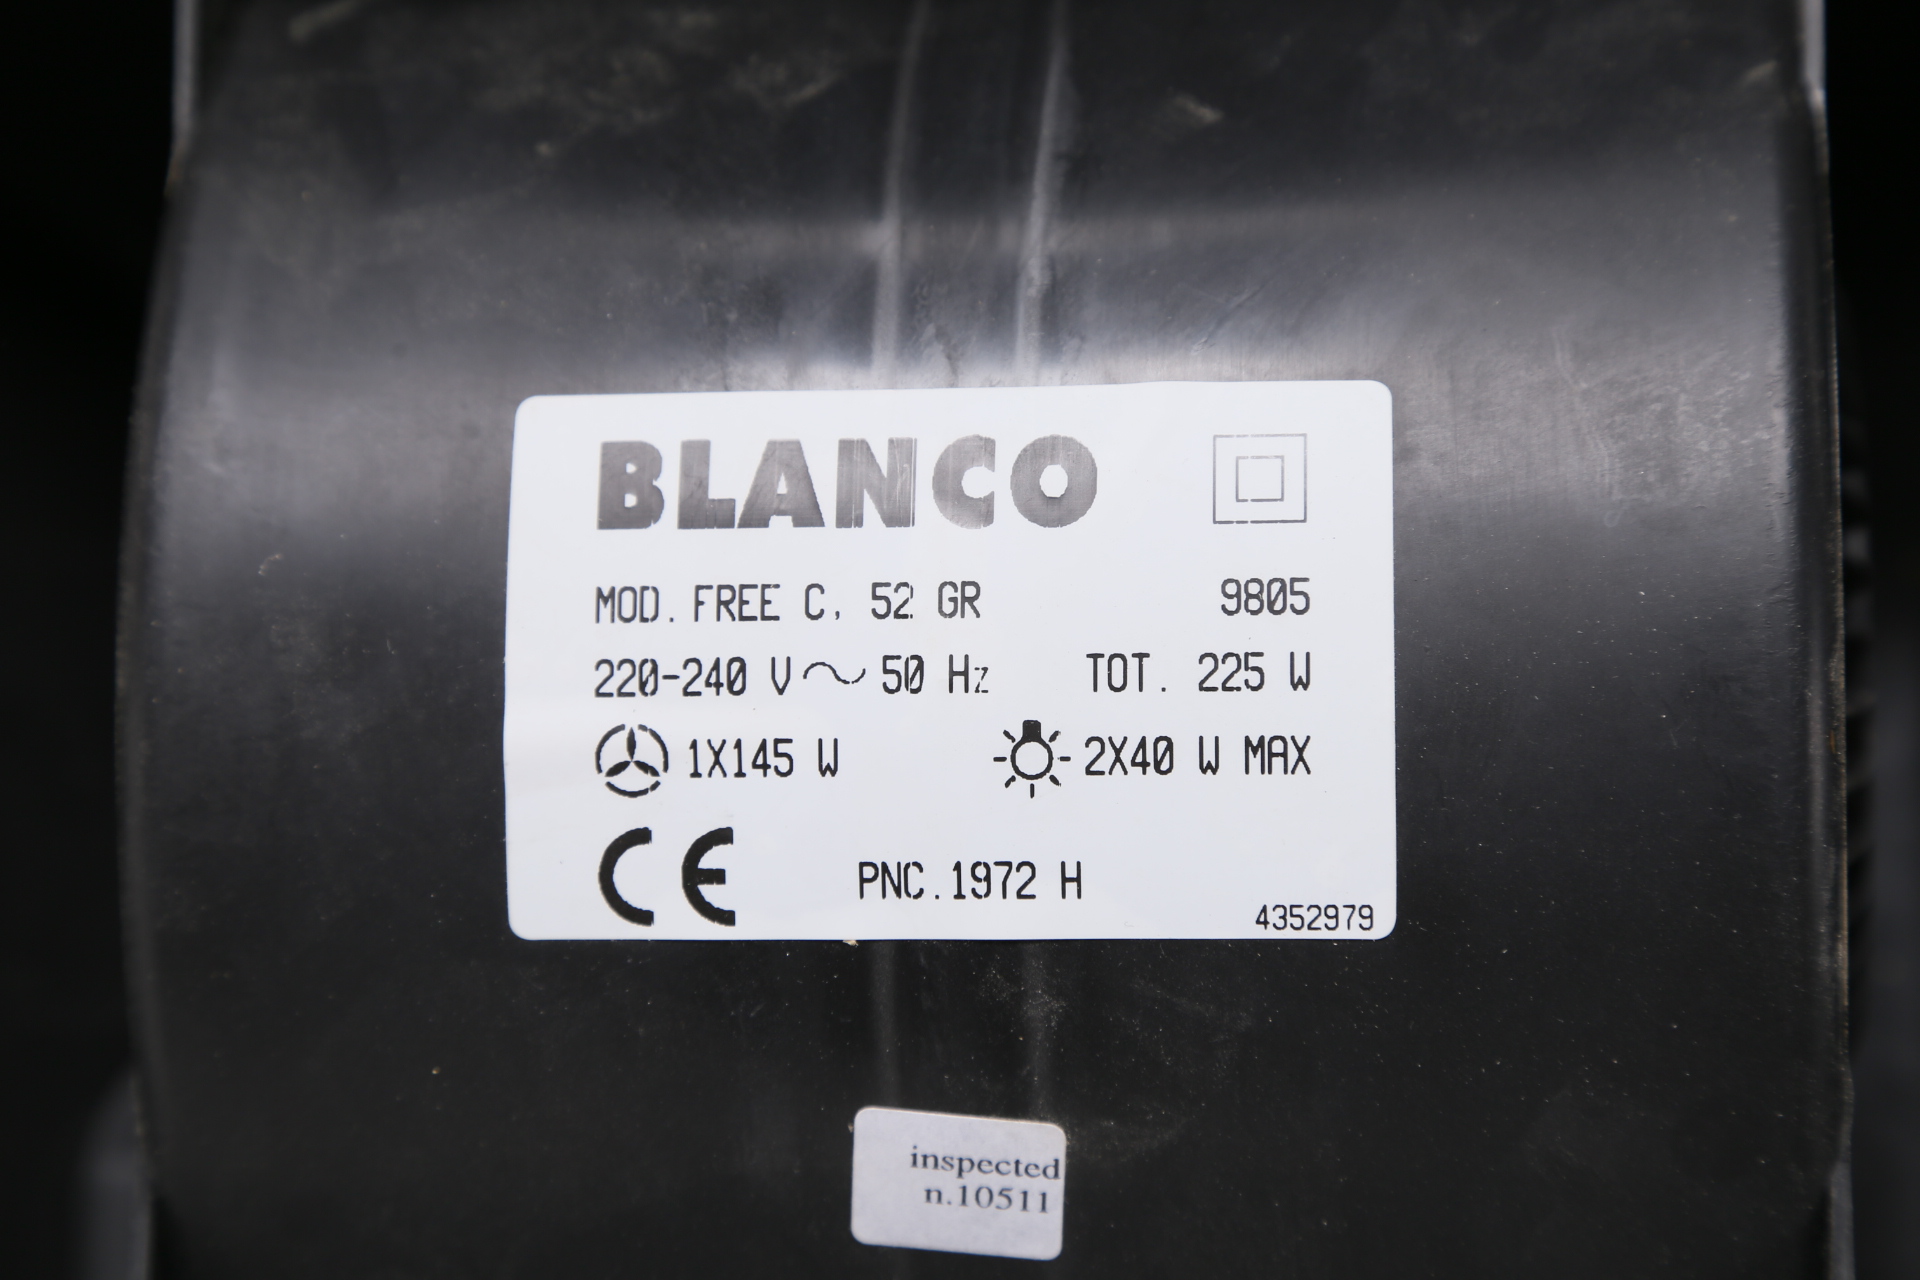 BLANCO
MOD. FREE C, 52 GR 9805
220-240 V~ 50 Hz TOT. 225 W
1X145 W 2X40 W MAX
CE PNC.1972 H
4352979
inspected
n.10511